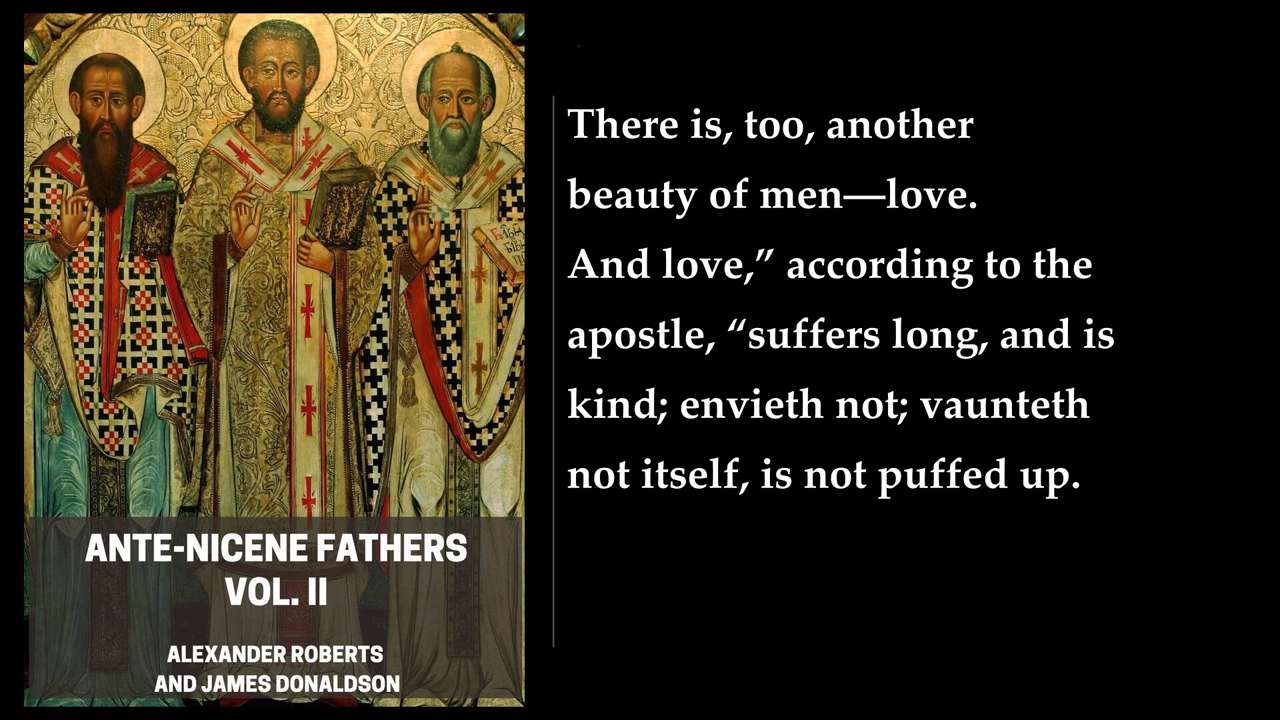 There is, too, another
beauty of men—love.
And love,” according to the
apostle, “suffers long, and is
kind; envieth not; vaunteth
not itself, is not puffed up.
ANTE-NICENE FATHERS
VOL. II
ALEXANDER ROBERTS
AND JAMES DONALDSON